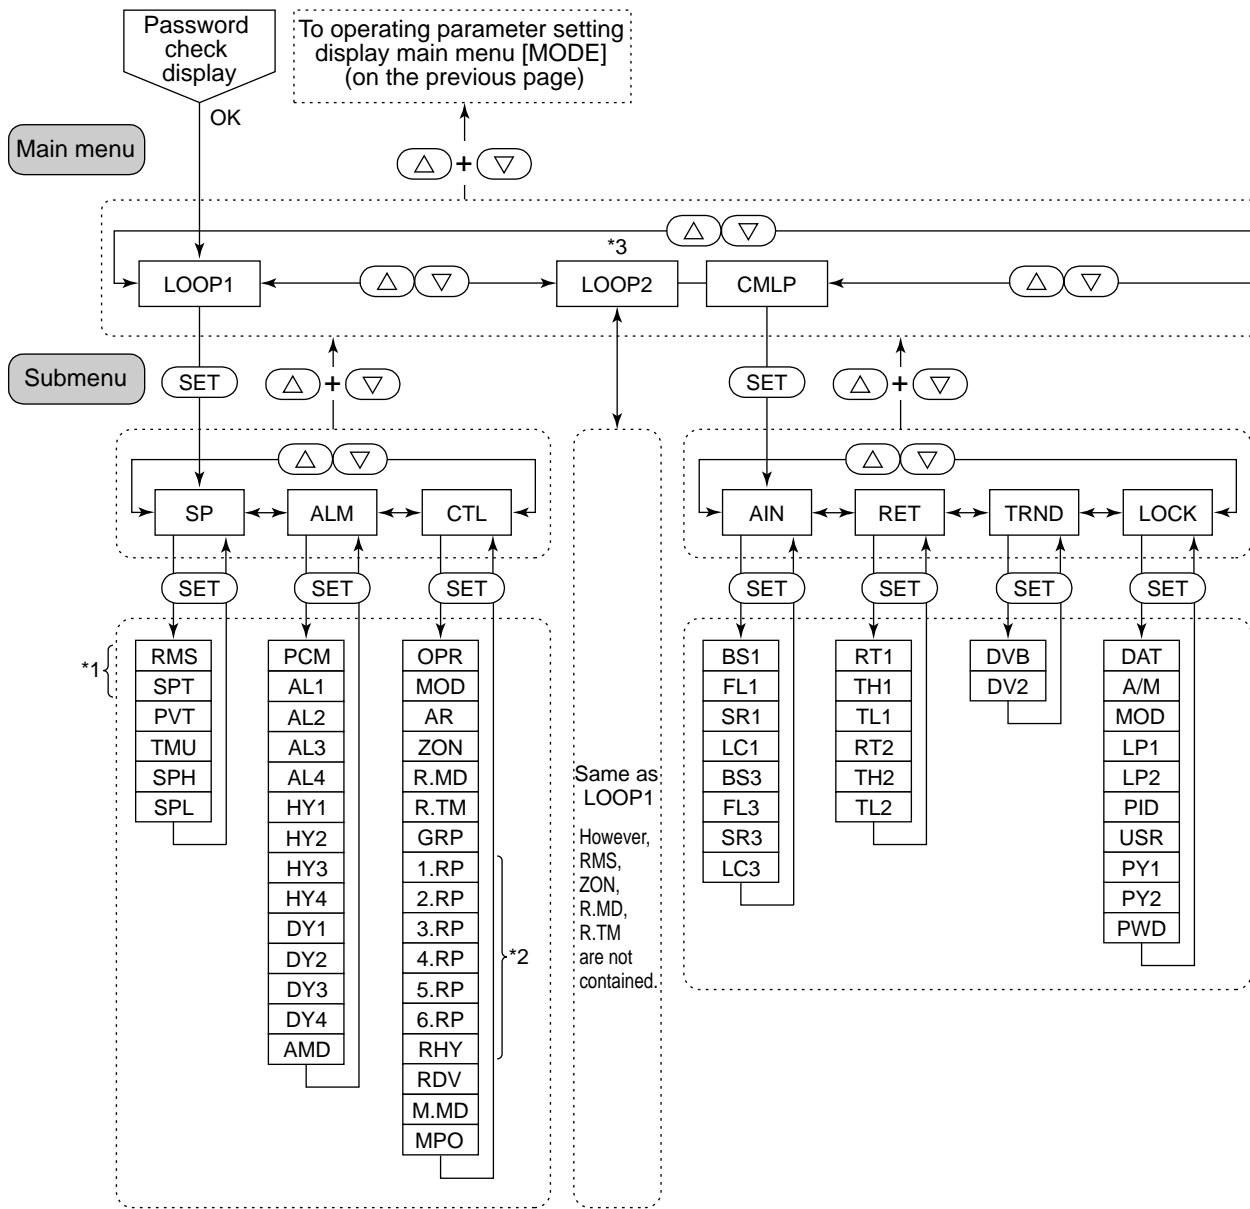 Password
check
display
To operating parameter setting
display main menu [MODE]
(on the previous page)
OK
Main menu
+
*3
LOOP1
LOOP2
CMLP
Submenu
SET
+
SET
+
SP
ALM
CTL
AIN
RET
TRND
LOCK
SET
SET
SET
SET
SET
SET
SET
*1
RMS
SPT
PVT
TMU
SPH
SPL
PCM
AL1
AL2
AL3
AL4
HY1
HY2
HY3
HY4
DY1
DY2
DY3
DY4
AMD
OPR
MOD
AR
ZON
R.MD
R.TM
GRP
1.RP
2.RP
3.RP
4.RP
5.RP
6.RP
RHY
RDV
M.MD
MPO
*2
Same as
LOOP1
However,
RMS,
ZON,
R.MD,
R.TM
are not
contained.
BS1
FL1
SR1
LC1
BS3
FL3
SR3
LC3
RT1
TH1
TL1
RT2
TH2
TL2
DVB
DV2
DAT
A/M
MOD
LP1
LP2
PID
USR
PY1
PY2
PWD